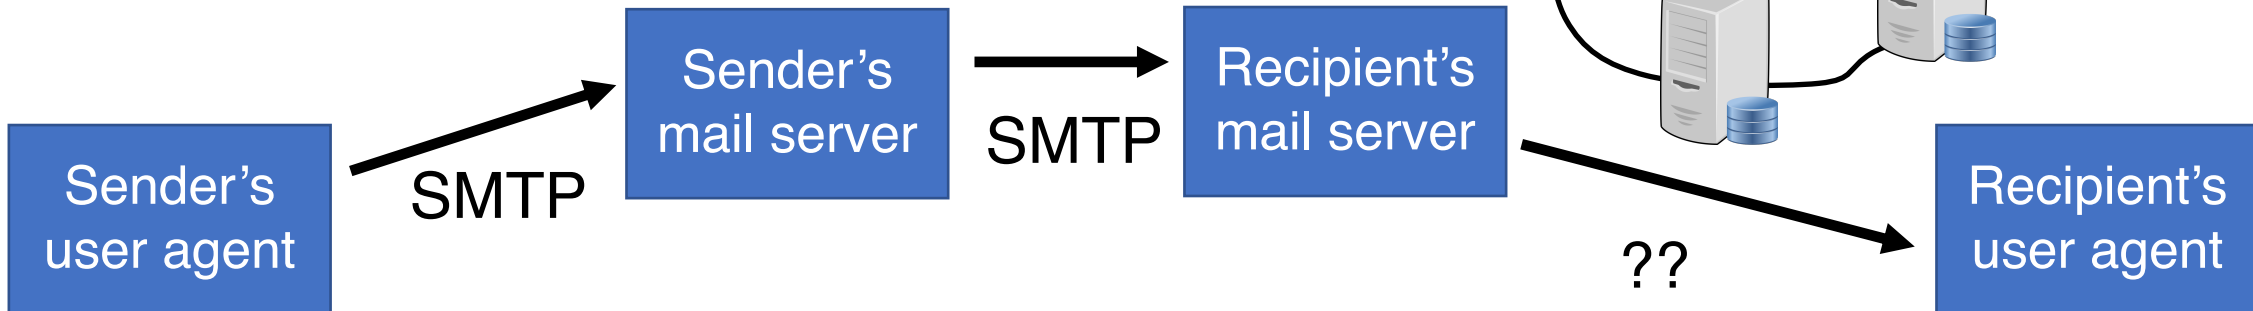 Sender’s
user agent
SMTP
Sender’s
mail server
SMTP
Recipient’s
mail server
??
Recipient’s
user agent